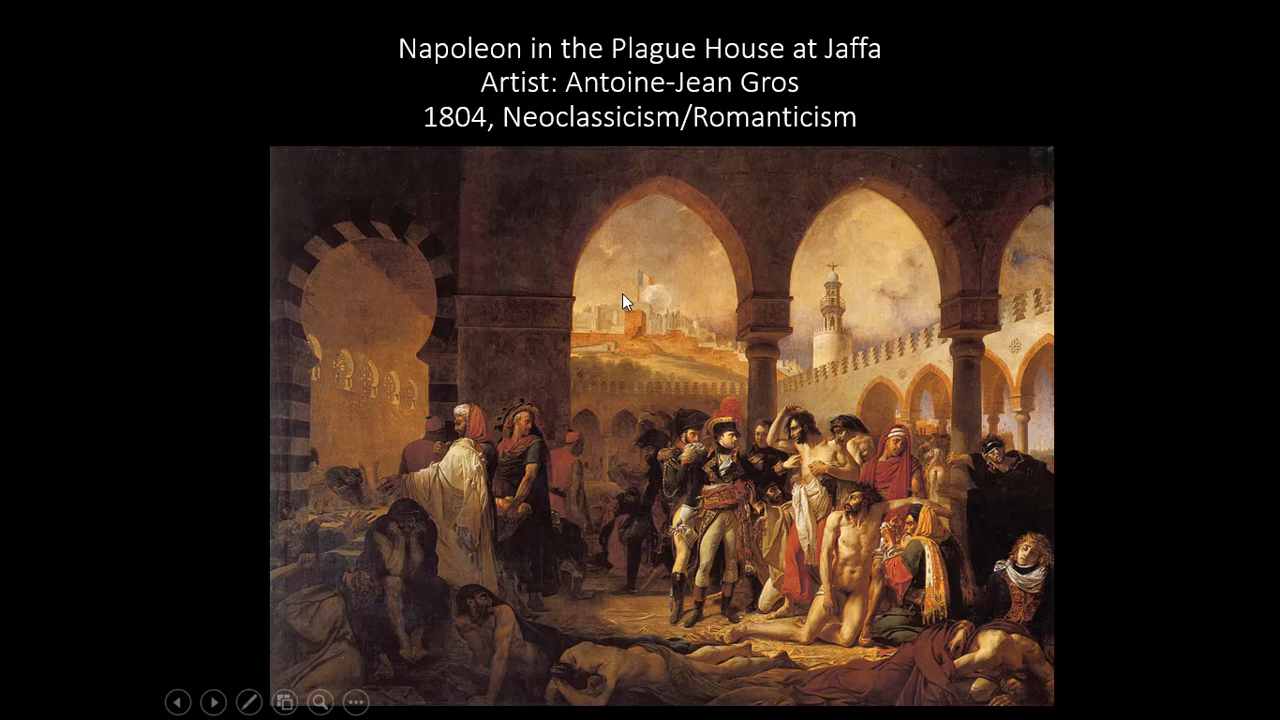 Napoleon in the Plague House at Jaffa
Artist: Antoine-Jean Gros
1804, Neoclassicism/Romanticism